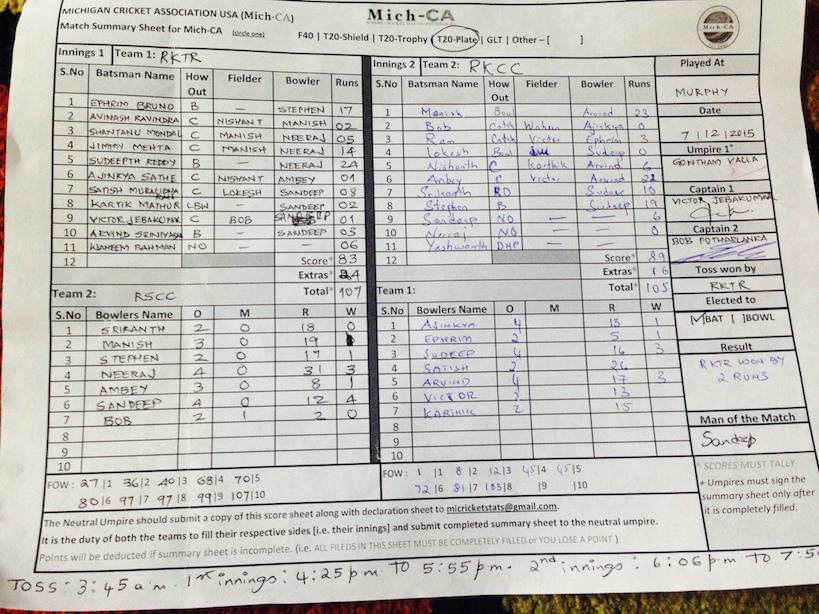 MICHIGAN CRICKET ASSOCIATION USA (Mich-CA)
Mich-CA
Match Summary Sheet for Mich-CA (circle one) F40 | T20-Shield | T20-Trophy | T20-Plate | GLT | Other – [ ]
Innings 1 Team 1: RKTR
S.No Batsman Name How Out Fielder Bowler Runs
1 EPHRIM BRUNO B — STEPHEN 17
2 AVINASH RAVINDRA C NISHANT MANISH 02
3 SHANTANU MONDAL C MANISH NEERAJ 05
4 JIMMY MEHTA C MANISH NEERAJ 14
5 SUDEEPTH REDDY B — NEERAJ 24
6 AJINKYA SATHE C NISHANT AMBEY 01
7 SATISH C LOKESH SANDEEP 08
8 KARTIK MATHUR LBW — SANDEEP 02
9 VICTOR JEBAKUMAR C BOB SANDEEP 01
10 ARVIND B — SANDEEP 05
11 WAHEEM RAHMAN NO — — 06
12 Score* 83
Extras* 24
Total* 107
Innings 2 Team 2: RKCC
S.No Batsman Name How Out Fielder Bowler Runs
1 Manish Bowl Arvind 23
2 Bob Catch Waheem Ajinkya 0
3 Ram Catch Victor Ephrim 3
4 Lokesh Bowl Sudeep 0
5 Nishanth C Karthik Arvind 6
6 Ambey C Victor Arvind 22
7 Srikanth RO Sudeep 10
8 Stephen B Sudeep 19
9 Sandeep NO — — 6
10 Neeraj NO — — 0
11 Yashwanth DNP
12 Score* 89
Extras* 16
Total* 105
Team 2: RSCC
S.No Bowlers Name O M R W
1 SRIKANTH 2 0 18 0
2 MANISH 3 0 19
3 STEPHEN 2 0 17 1
4 NEERAJ 4 0 31 3
5 AMBEY 3 0 8 1
6 SANDEEP 4 0 12 4
7 BOB 2 1 2 0
8
9
10
FOW: 27|1 36|2 40|3 68|4 70|5
80|6 97|7 97|8 99|9 107|10
Team 1:
S.No Bowlers Name O M R W
1 AJINKYA 4 15 1
2 EPHRIM 2 5 1
3 SUDEEP 4 16 3
4 SATISH 2 26
5 ARVIND 4 17 3
6 VICTOR 2 13
7 KARTHIK 2 15
8
9
10
FOW: 1 |1 8 |2 12|3 45|4 45|5
72|6 81|7 103|8 |9 |10
Played At
MURPHY
Date
7/12/2015
Umpire 1*
GONTHAM VALLA
Captain 1
VICTOR JEBAKUMAR
Captain 2
BOB POTHARLANKA
Toss won by
RKTR
Elected to
[✓]BAT [ ]BOWL
Result
RKTR WON BY
2 RUNS
Man of the Match
Sandeep
* SCORES MUST TALLY
+ Umpires must sign the
summary sheet only after
it is completely filled.
The Neutral Umpire should submit a copy of this score sheet along with declaration sheet to micricketstats@gmail.com.
It is the duty of both the teams to fill their respective sides [i.e. their innings] and submit completed summary sheet to the neutral umpire.
Points will be deducted if summary sheet is incomplete. (i.e. ALL FILEDS IN THIS SHEET MUST BE COMPLETELY FILLED or YOU LOSE A POINT )
TOSS: 3:45 a.m. 1st innings: 4:25 p.m. TO 5:55 p.m. 2nd innings: 6:06 p.m to 7:5